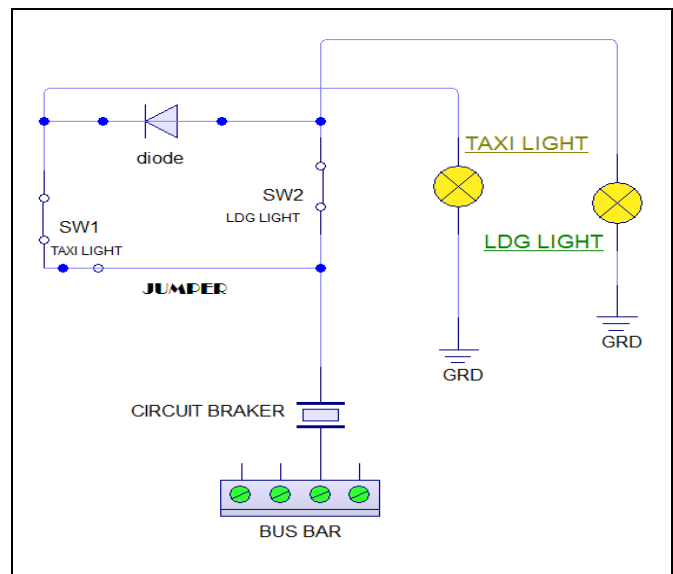 TAXI LIGHT
diode
SW2
LDG LIGHT
SW1
TAXI LIGHT
LDG LIGHT
JUMPER
GRD
GRD
CIRCUIT BRAKER
BUS BAR